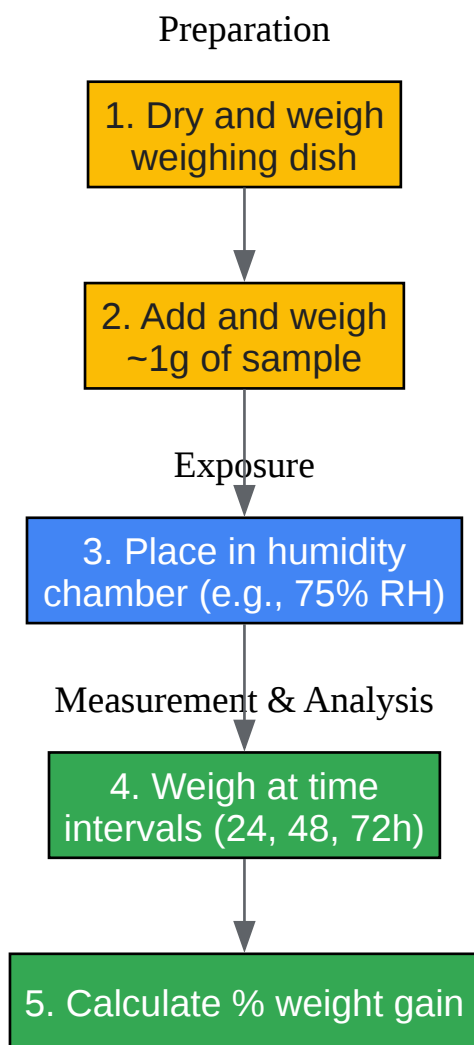 Preparation
1. Dry and weigh
weighing dish
2. Add and weigh
~1g of sample
Exposure
3. Place in humidity
chamber (e.g., 75% RH)
Measurement & Analysis
4. Weigh at time
intervals (24, 48, 72h)
5. Calculate % weight gain